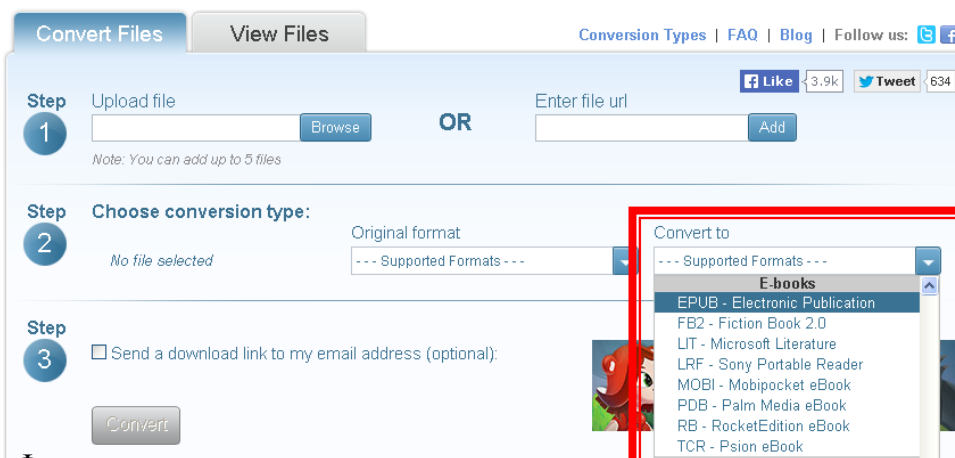 Convert Files
View Files
Conversion Types | FAQ | Blog | Follow us:
Like 3.9k Tweet 634
Step
1
Upload file
Browse
OR
Enter file url
Add
Note: You can add up to 5 files
Step
2
Choose conversion type:
No file selected
Original format
- - - Supported Formats - - -
Convert to
- - - Supported Formats - - -
E-books
EPUB - Electronic Publication
FB2 - Fiction Book 2.0
LIT - Microsoft Literature
LRF - Sony Portable Reader
MOBI - Mobipocket eBook
PDB - Palm Media eBook
RB - RocketEdition eBook
TCR - Psion eBook
Step
3
Send a download link to my email address (optional):
Convert